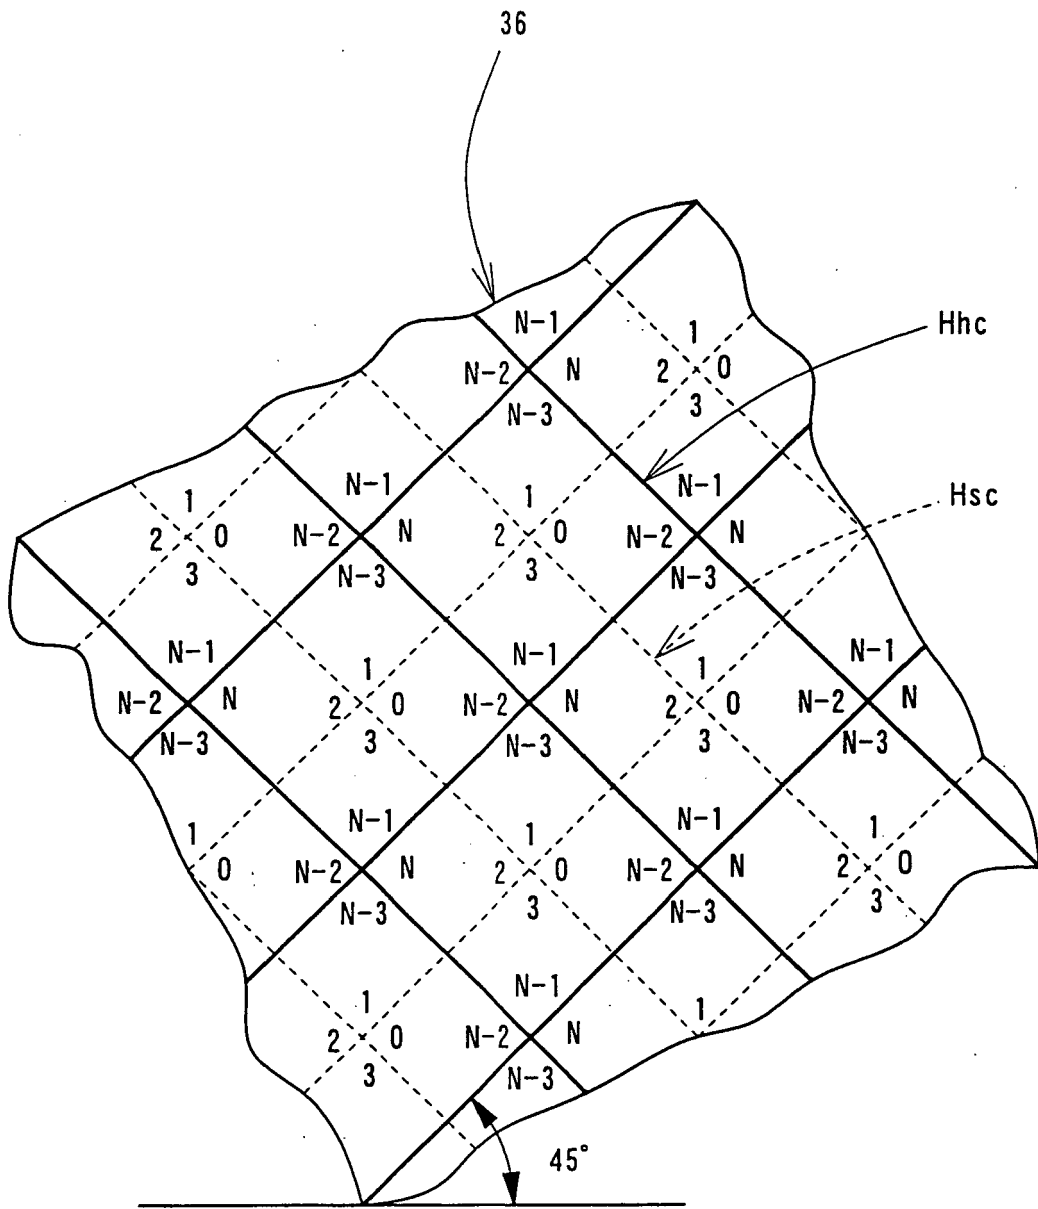 36
N-1
1
Hhc
N-2 N 2 0
N-3 3
N-1 1 N-1 Hsc
1
2 0 N-2 N 2 0 N-2 N
3 N-3 3 N-3
N-1 1 N-1 1 N-1
N-2 N 2 0 N-2 N 2 0 N-2 N
N-3 3 N-3 3 N-3
1 N-1 1 N-1 1
0 N-2 N 2 0 N-2 N 2 0
N-3 3 N-3 3
1 N-1 1
2 0 N-2 N
3 N-3
45°